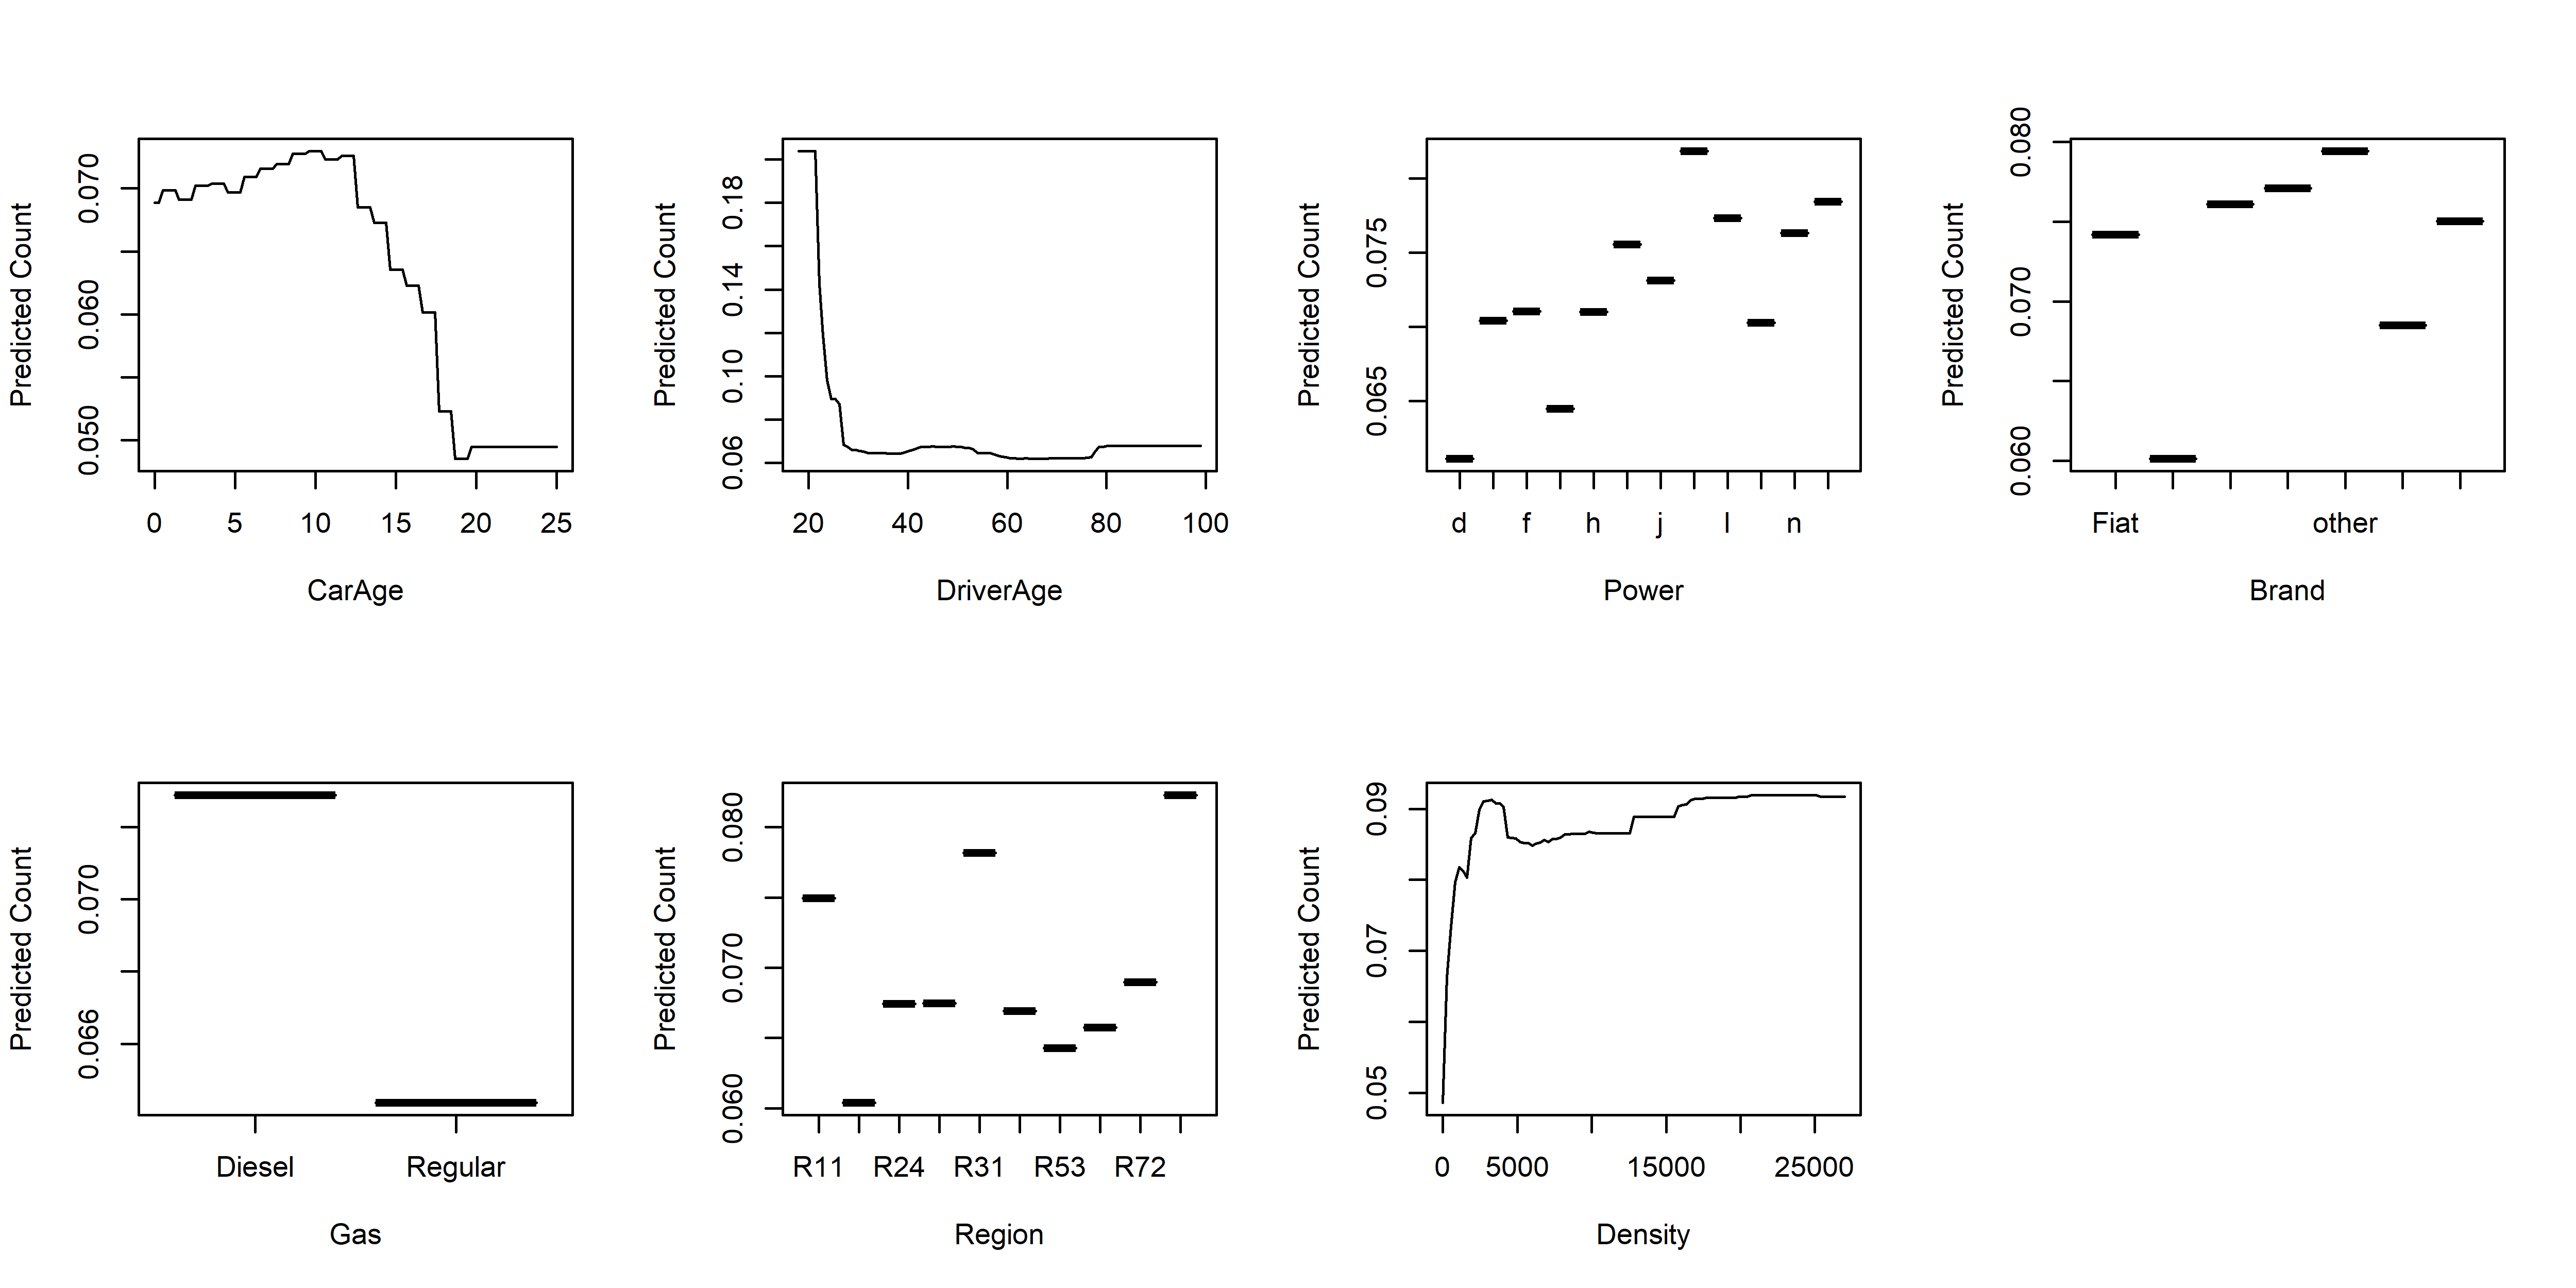 Predicted Count
0.050 0.060 0.070
0 5 10 15 20 25
CarAge
Predicted Count
0.06 0.10 0.14 0.18
20 40 60 80 100
DriverAge
Predicted Count
0.065 0.075
d f h j l n
Power
Predicted Count
0.060 0.070 0.080
Fiat other
Brand
Predicted Count
0.066 0.070
Diesel Regular
Gas
Predicted Count
0.060 0.070 0.080
R11 R24 R31 R53 R72
Region
Predicted Count
0.05 0.07 0.09
0 5000 15000 25000
Density